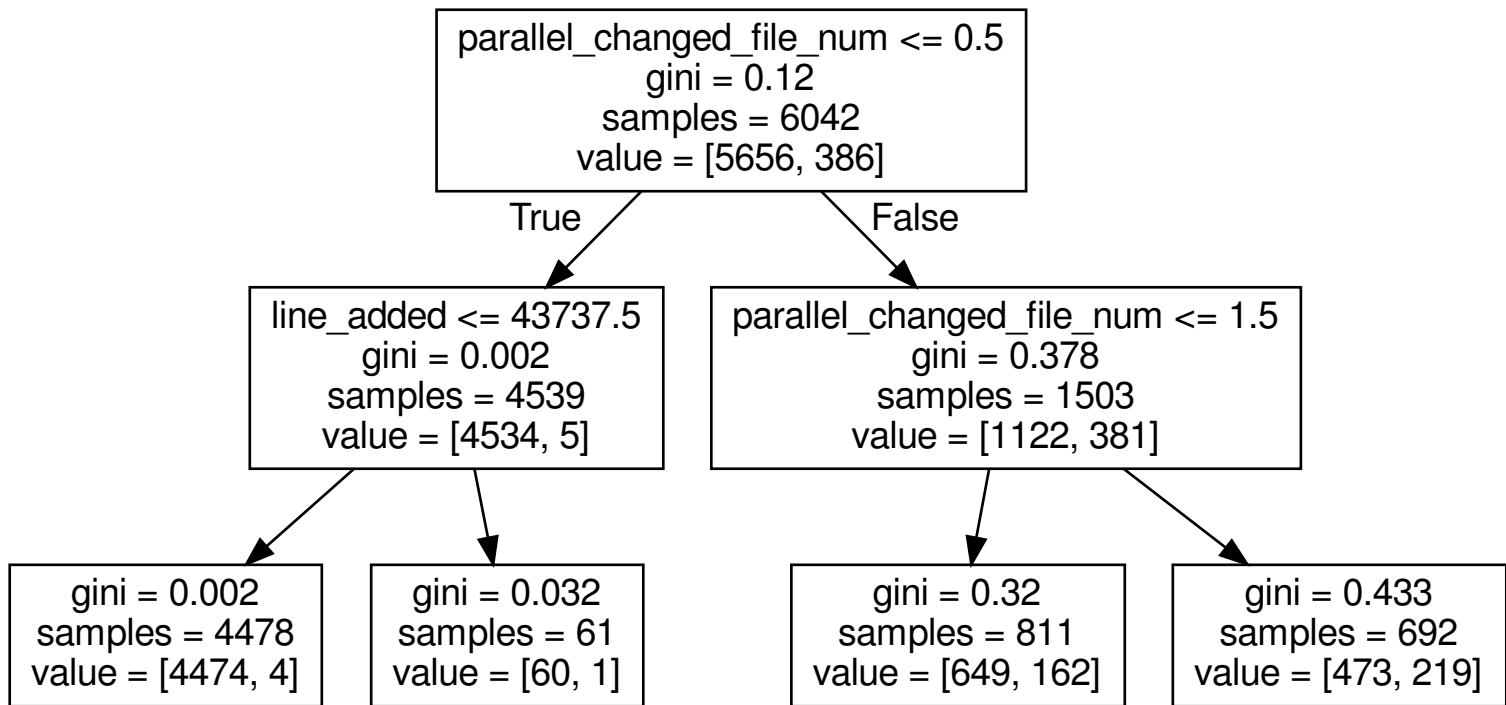 parallel_changed_file_num <= 0.5
gini = 0.12
samples = 6042
value = [5656, 386]
True
False
line_added <= 43737.5
gini = 0.002
samples = 4539
value = [4534, 5]
parallel_changed_file_num <= 1.5
gini = 0.378
samples = 1503
value = [1122, 381]
gini = 0.002
samples = 4478
value = [4474, 4]
gini = 0.032
samples = 61
value = [60, 1]
gini = 0.32
samples = 811
value = [649, 162]
gini = 0.433
samples = 692
value = [473, 219]